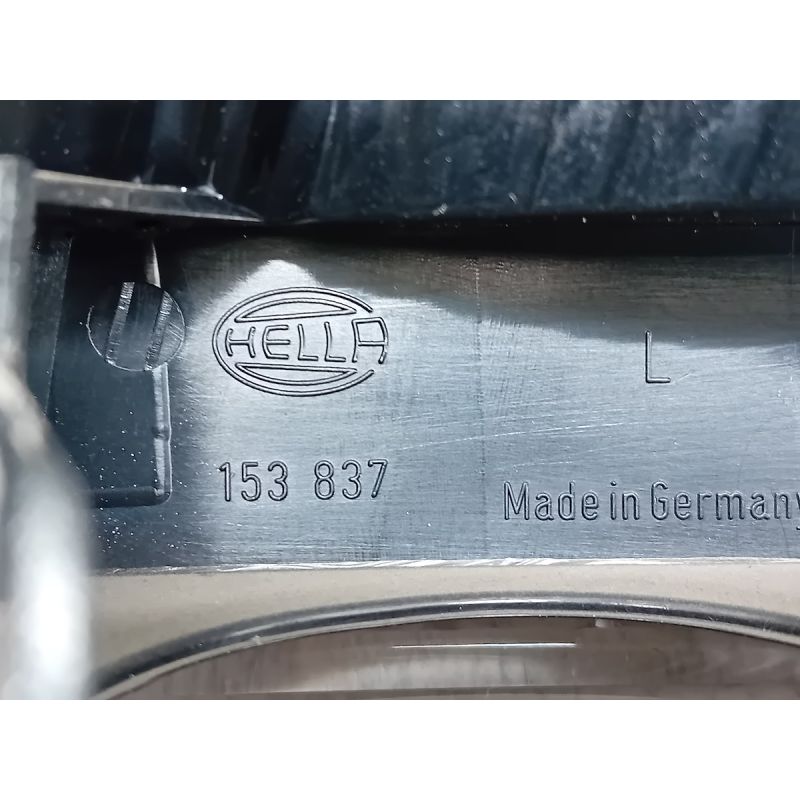 HELLA
L
153 837
Made in Germany